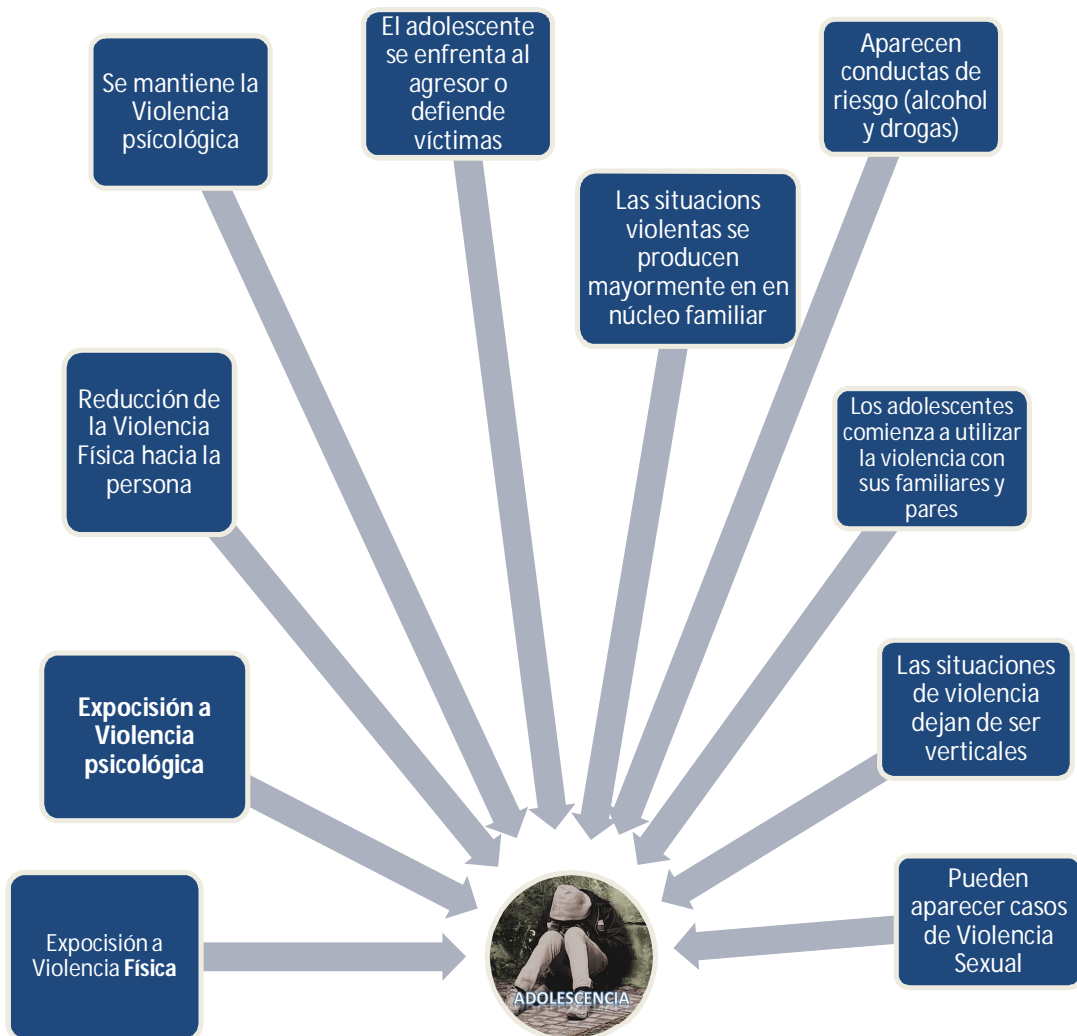 Se mantiene la
Violencia
psícológica
El adolescente
se enfrenta al
agresor o
defiende
víctimas
Aparecen
conductas de
riesgo (alcohol
y drogas)
Las situacions
violentas se
producen
mayormente en en
núcleo familiar
Reducción de
la Violencia
Física hacia la
persona
Los adolescentes
comienza a utilizar
la violencia con
sus familiares y
pares
Expocisión a
Violencia
psicológica
Las situaciones
de violencia
dejan de ser
verticales
Expocisión a
Violencia Física
Pueden
aparecer casos
de Violencia
Sexual
ADOLESCENCIA